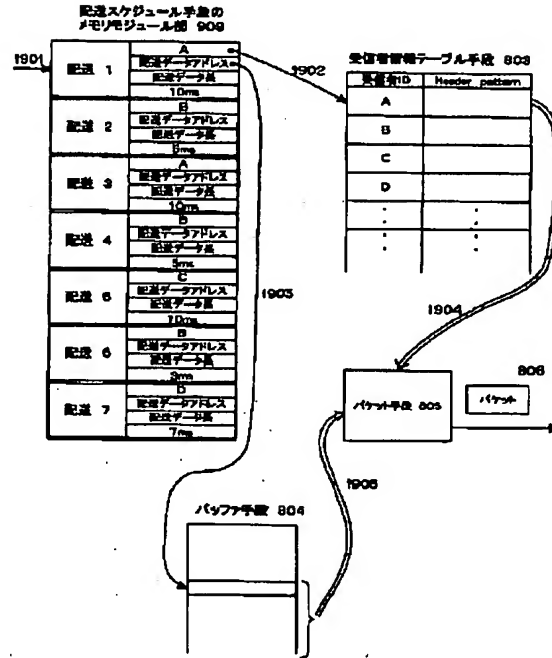 配送スケジュール手段の
メモリモジュール部 909
1901
配送 1
A
配送データアドレス
配送データ長
10ms
配送 2
B
配送データアドレス
配送データ長
配送 3
A
配送データアドレス
配送データ長
10ms
配送 4
B
配送データアドレス
配送データ長
5ms
配送
C
配送データアドレス
配送データ長
10ms
配送 6
B
配送データアドレス
配送データ長
3ms
配送 7
B
配送データアドレス
配送データ長
7ms
1902
1903
受信者情報テーブル手段 803
受信者ID Header pattern
A
B
C
D
1904
パケット手段 805
806
パケット
1905
バッファ手段 804